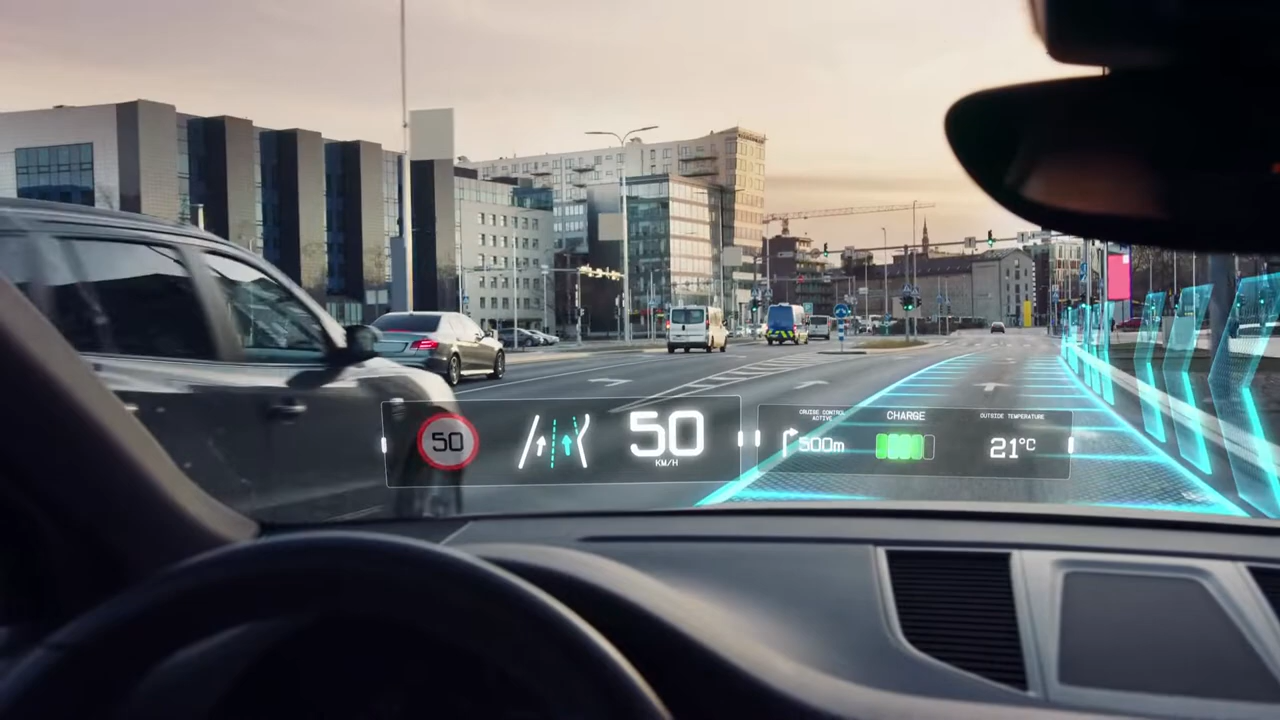 50
50
KM/H
CRUISE CONTROL
ACTIVE
500m
CHARGE
OUTSIDE TEMPERATURE
21°C